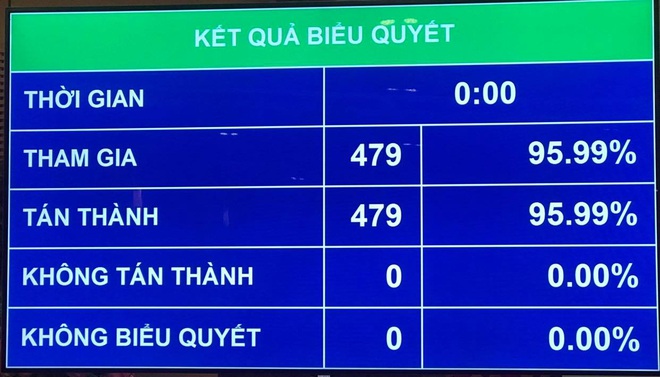 KẾT QUẢ BIỂU QUYẾT
THỜI GIAN 0:00
THAM GIA 479 95.99%
TÁN THÀNH 479 95.99%
KHÔNG TÁN THÀNH 0 0.00%
KHÔNG BIỂU QUYẾT 0 0.00%